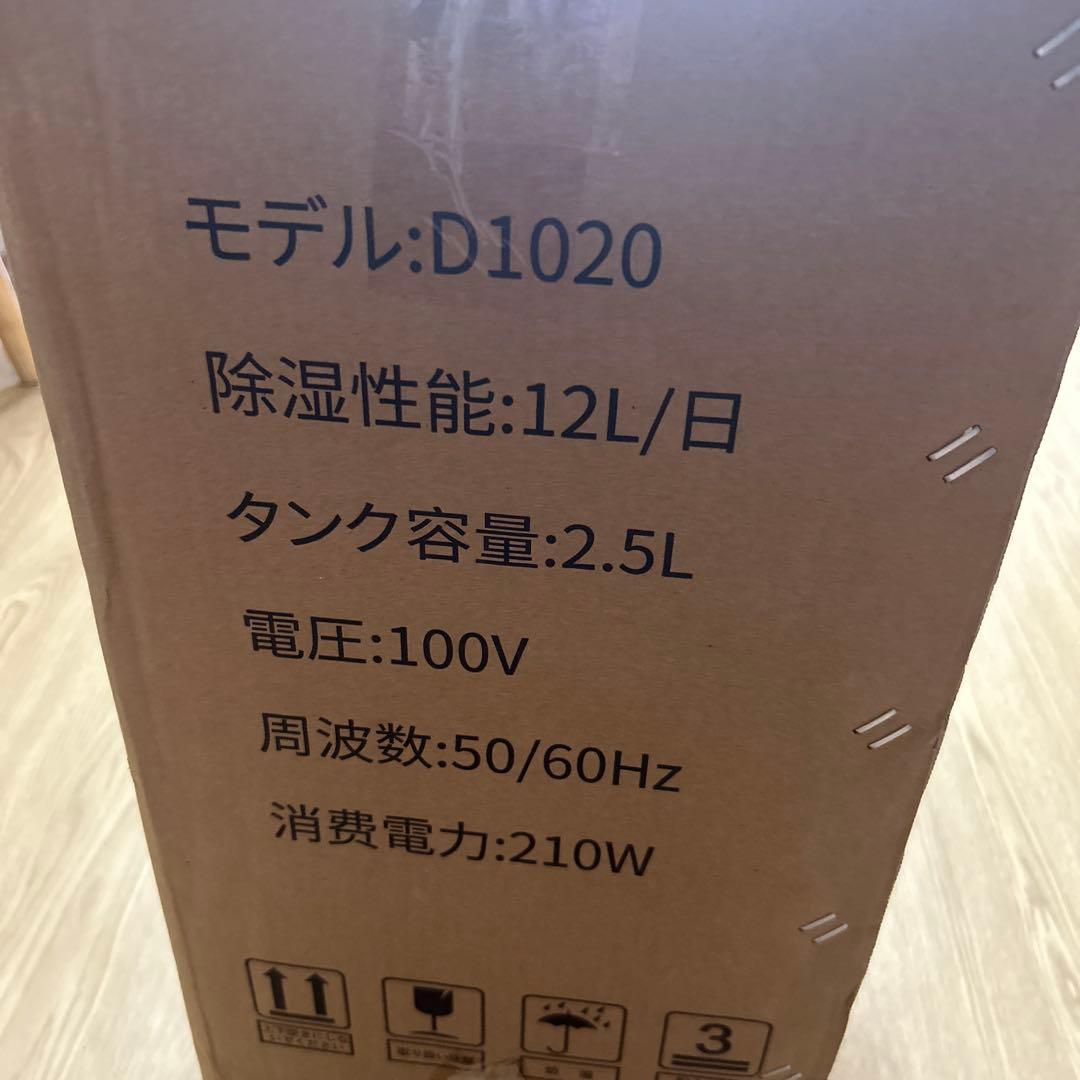 モデル:D1020
除湿性能:12L/日
タンク容量:2.5L
電圧:100V
周波数:50/60Hz
消費電力:210W
3